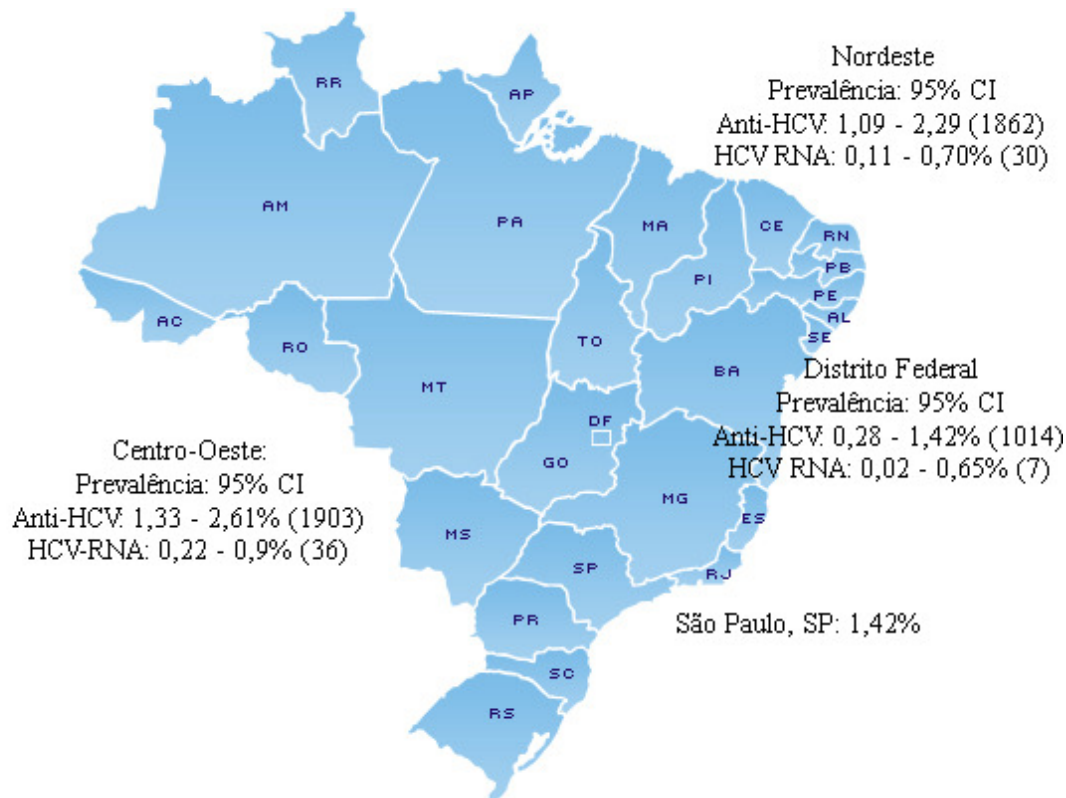 Nordeste
Prevalência: 95% CI
Anti-HCV: 1,09 - 2,29 (1862)
HCV RNA: 0,11 - 0,70% (30)
RR
AP
AM
PA
MA
CE
RN
PB
PI
PE
AL
SE
AC
RO
TO
MT
BA
Distrito Federal
Prevalência: 95% CI
Anti-HCV: 0,28 - 1,42% (1014)
HCV RNA: 0,02 - 0,65% (7)
DF
GO
Centro-Oeste:
Prevalência: 95% CI
Anti-HCV: 1,33 - 2,61% (1903)
HCV-RNA: 0,22 - 0,9% (36)
MG
ES
MS
SP
RJ
São Paulo, SP: 1,42%
PR
SC
RS